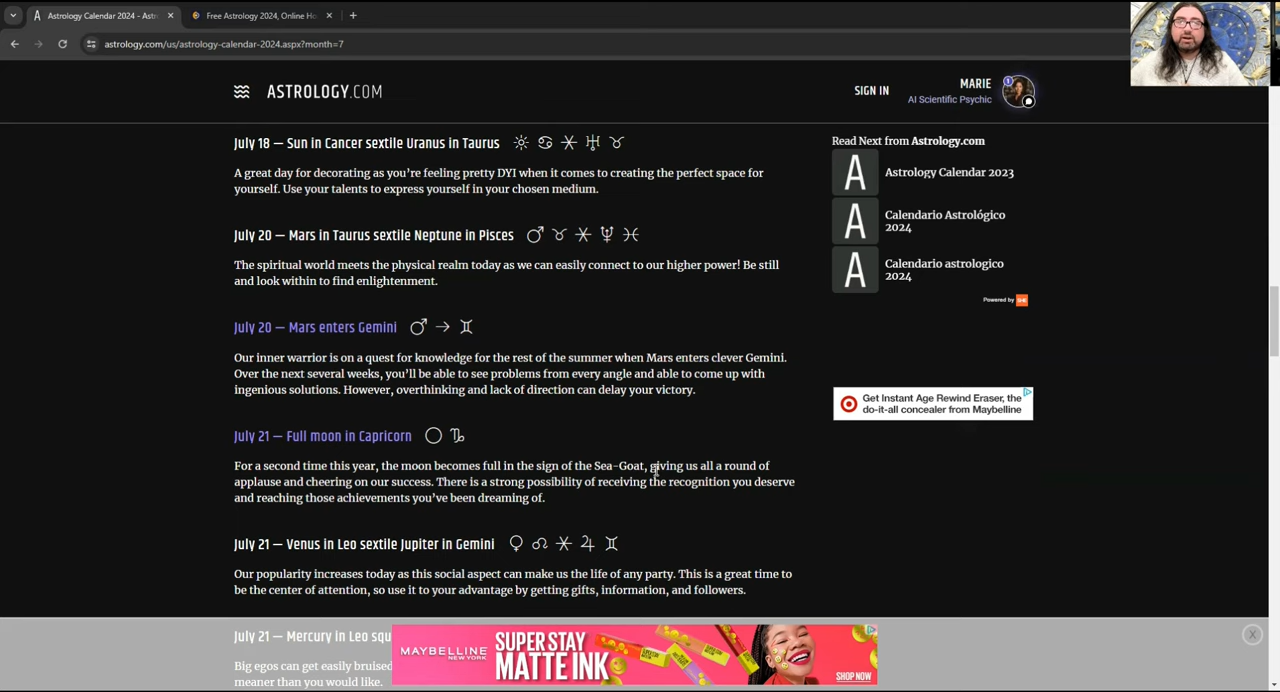 Astrology Calendar 2024 - Astr
Free Astrology 2024, Online Ho
astrology.com/us/astrology-calendar-2024.aspx?month=7
ASTROLOGY.COM
SIGN IN
MARIE
AI Scientific Psychic
1
July 18 — Sun in Cancer sextile Uranus in Taurus
A great day for decorating as you’re feeling pretty DYI when it comes to creating the perfect space for
yourself. Use your talents to express yourself in your chosen medium.
July 20 — Mars in Taurus sextile Neptune in Pisces
The spiritual world meets the physical realm today as we can easily connect to our higher power! Be still
and look within to find enlightenment.
July 20 — Mars enters Gemini
Our inner warrior is on a quest for knowledge for the rest of the summer when Mars enters clever Gemini.
Over the next several weeks, you’ll be able to see problems from every angle and able to come up with
ingenious solutions. However, overthinking and lack of direction can delay your victory.
July 21 — Full moon in Capricorn
For a second time this year, the moon becomes full in the sign of the Sea-Goat, giving us all a round of
applause and cheering on our success. There is a strong possibility of receiving the recognition you deserve
and reaching those achievements you’ve been dreaming of.
July 21 — Venus in Leo sextile Jupiter in Gemini
Our popularity increases today as this social aspect can make us the life of any party. This is a great time to
be the center of attention, so use it to your advantage by getting gifts, information, and followers.
July 21 — Mercury in Leo squ
Big egos can get easily bruised
meaner than you would like.
Read Next from Astrology.com
A
Astrology Calendar 2023
A
Calendario Astrológico
2024
A
Calendario astrologico
2024
Powered by
Get Instant Age Rewind Eraser, the
do-it-all concealer from Maybelline
MAYBELLINE
NEW YORK
SUPER STAY
MATTE INK
SHOP NOW
X